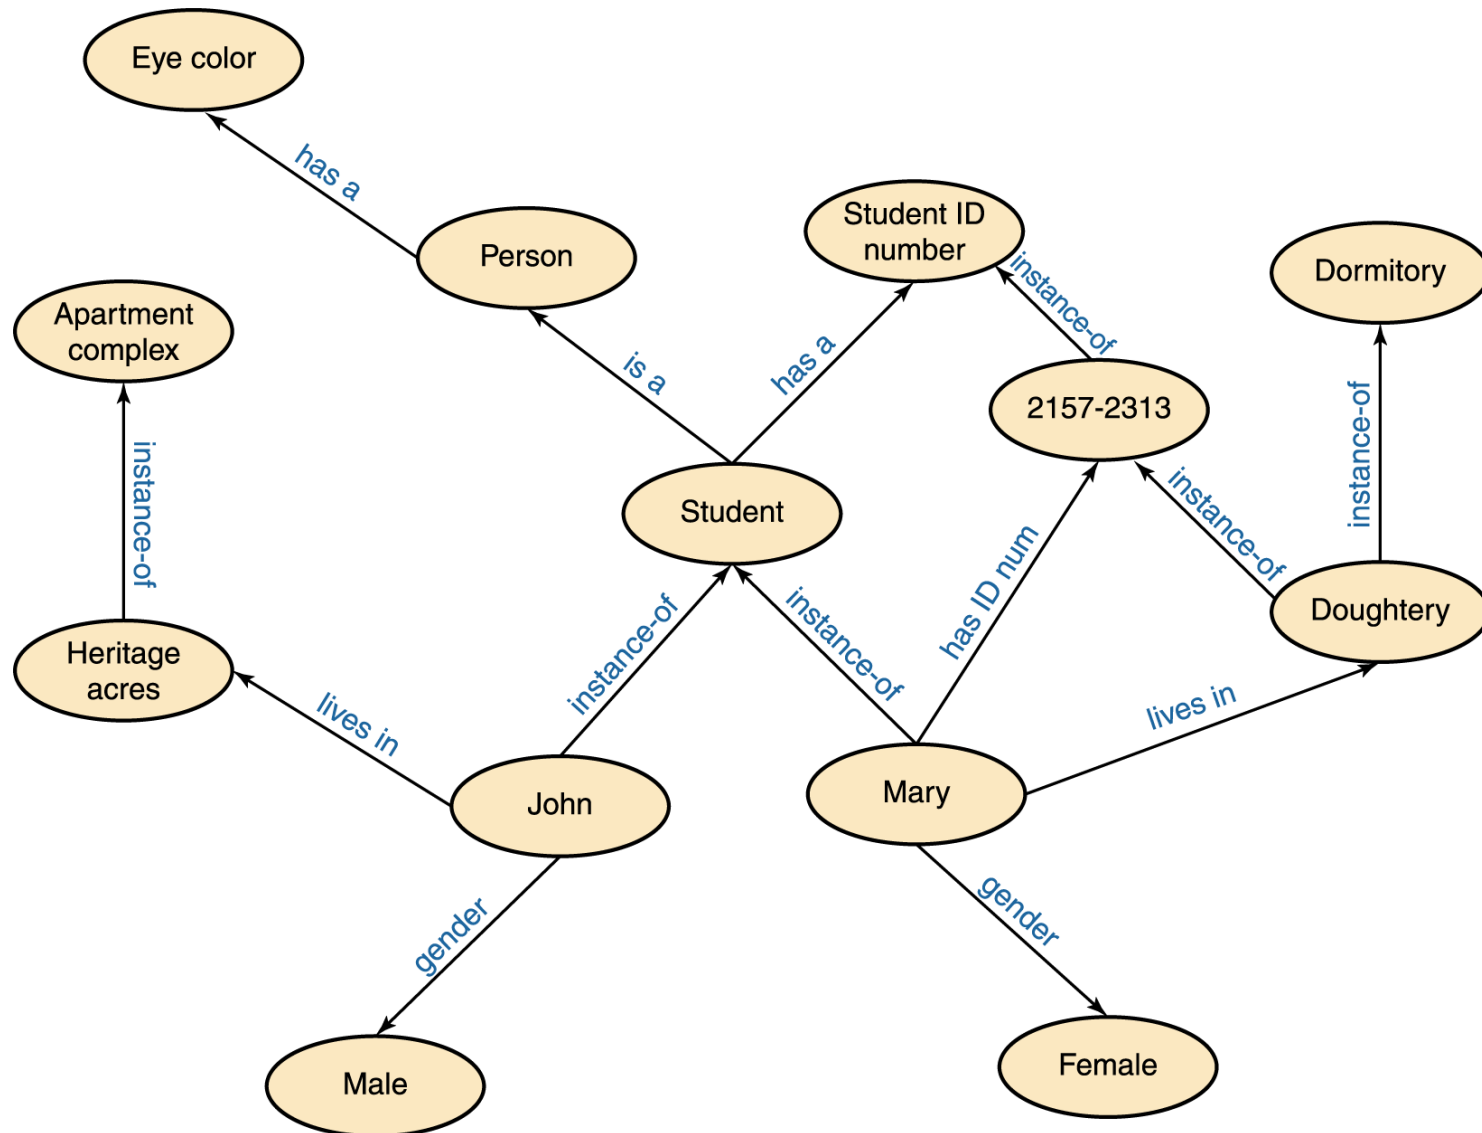 Eye color
has a
Person
Student ID
number
instance-of
Dormitory
Apartment
complex
is a
has a
2157-2313
instance-of
instance-of
instance-of
Student
has ID num
Doughtery
Heritage
acres
instance-of
instance-of
lives in
lives in
John
Mary
gender
gender
Male
Female